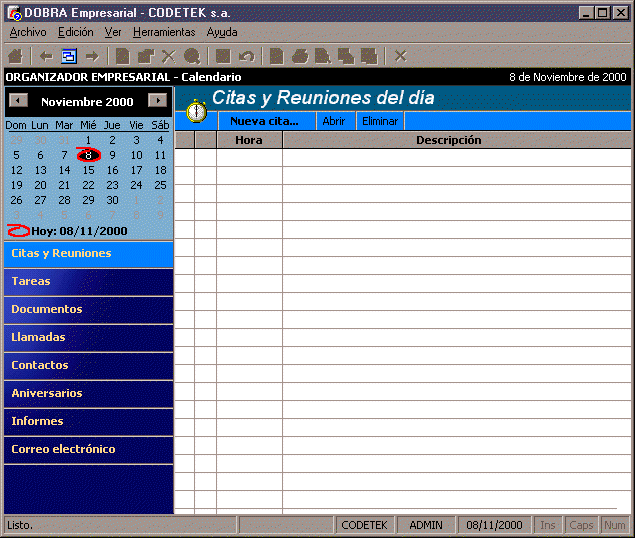 DOBRA Empresarial - CODETEK s.a.
Archivo Edición Ver Herramientas Ayuda
ORGANIZADOR EMPRESARIAL - Calendario 8 de Noviembre de 2000
Noviembre 2000
Dom Lun Mar Mié Jue Vie Sáb
29 30 31 1 2 3 4
5 6 7 8 9 10 11
12 13 14 15 16 17 18
19 20 21 22 23 24 25
26 27 28 29 30 1 2
3 4 5 6 7 8 9
Hoy: 08/11/2000
Citas y Reuniones
Tareas
Documentos
Llamadas
Contactos
Aniversarios
Informes
Correo electrónico
Citas y Reuniones del día
Nueva cita... Abrir Eliminar
Hora Descripción
Listo. CODETEK ADMIN 08/11/2000 Ins Caps Num